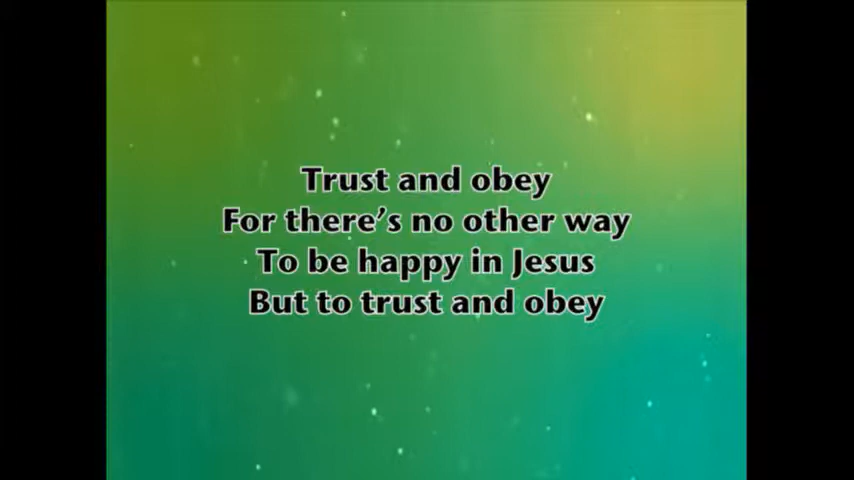 Trust and obey
For there's no other way
To be happy in Jesus
But to trust and obey